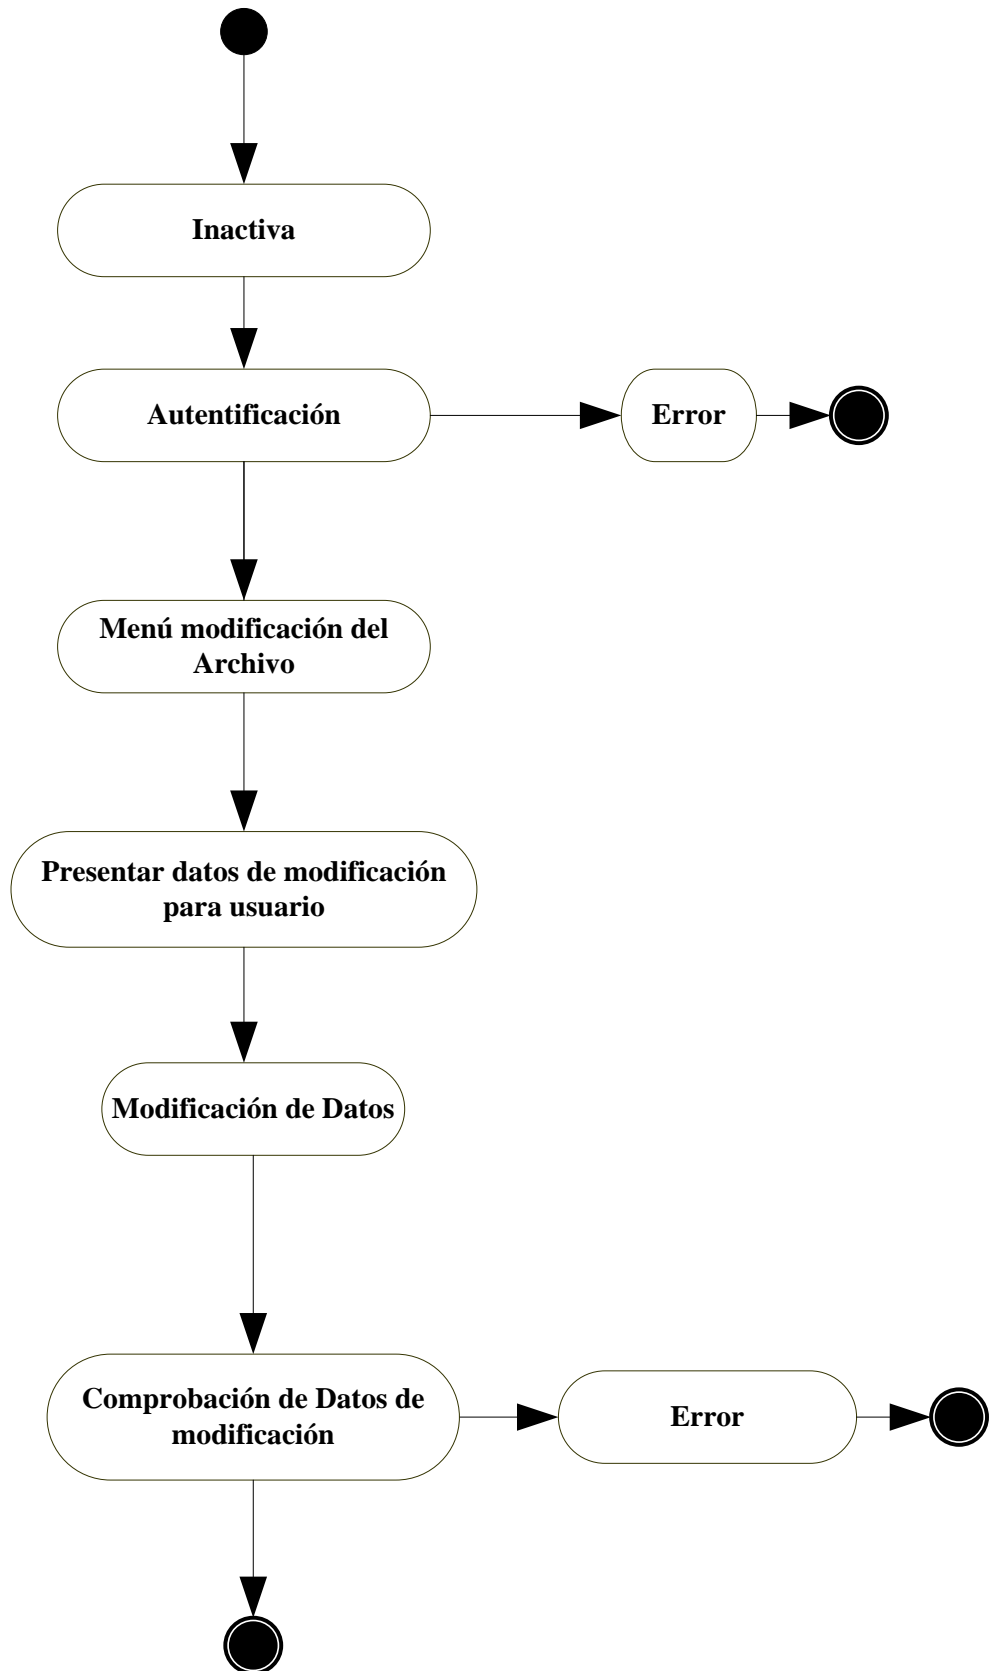 Inactiva
Autentificación
Error
Menú modificación del
Archivo
Presentar datos de modificación
para usuario
Modificación de Datos
Comprobación de Datos de
modificación
Error